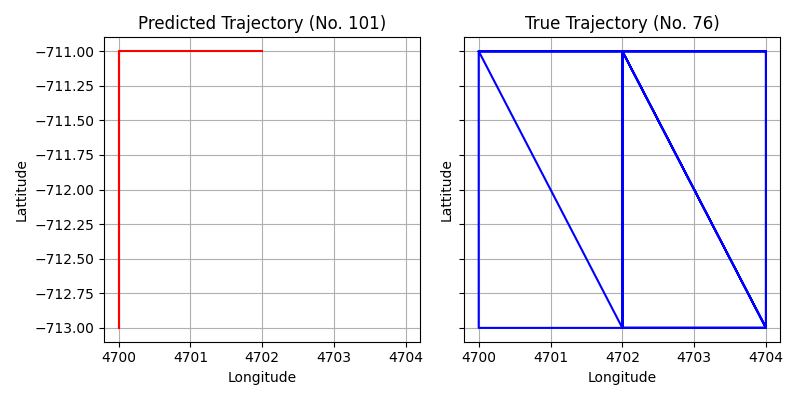 Predicted Trajectory (No. 101)
True Trajectory (No. 76)
−711.00
−711.25
−711.50
−711.75
−712.00
−712.25
−712.50
−712.75
−713.00
Lattitude
Lattitude
4700 4701 4702 4703 4704
4700 4701 4702 4703 4704
Longitude
Longitude